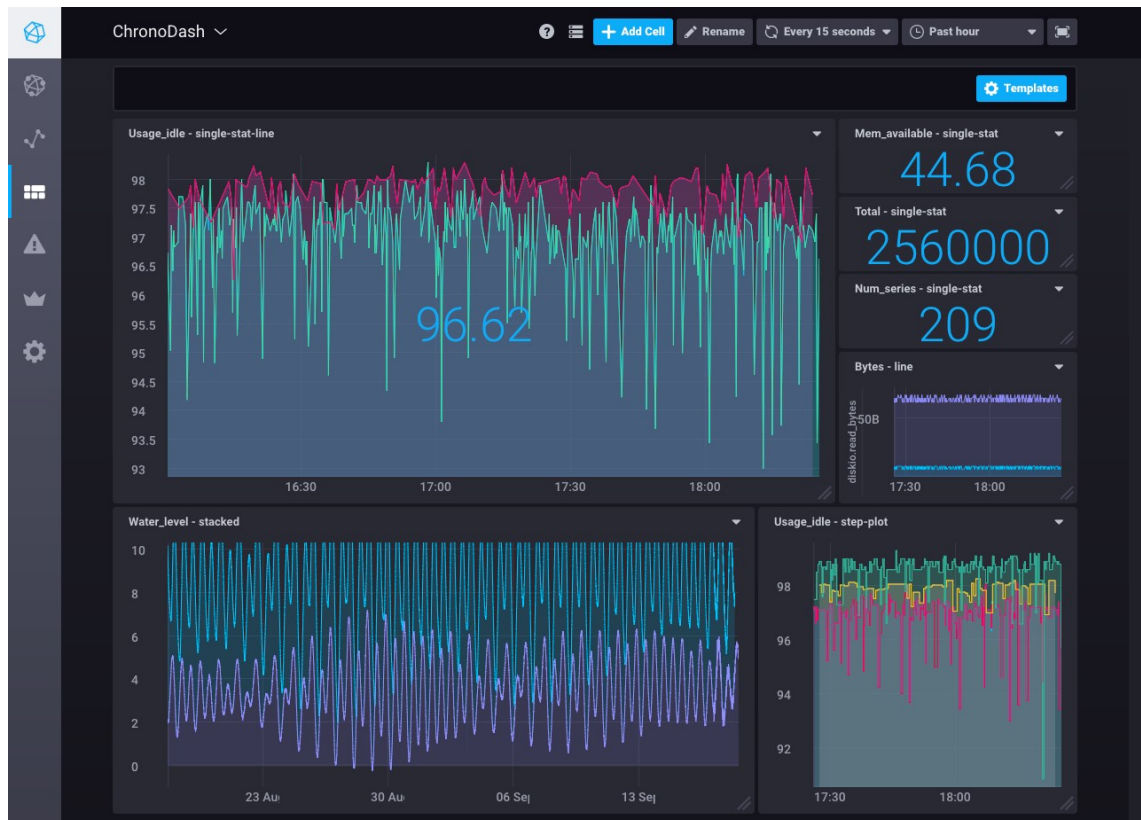 ChronoDash
? + Add Cell Rename Every 15 seconds Past hour
Templates
Usage_idle - single-stat-line
98
97.5
97
96.5
96
95.5
95
94.5
94
93.5
93
96.62
16:30 17:00 17:30 18:00
Mem_available - single-stat
44.68
Total - single-stat
2560000
Num_series - single-stat
209
Bytes - line
diskio.read_bytes
50B
17:30 18:00
Water_level - stacked
10
8
6
4
2
0
23 Au 30 Au 06 Se 13 Se
Usage_idle - step-plot
98
96
94
92
17:30 18:00